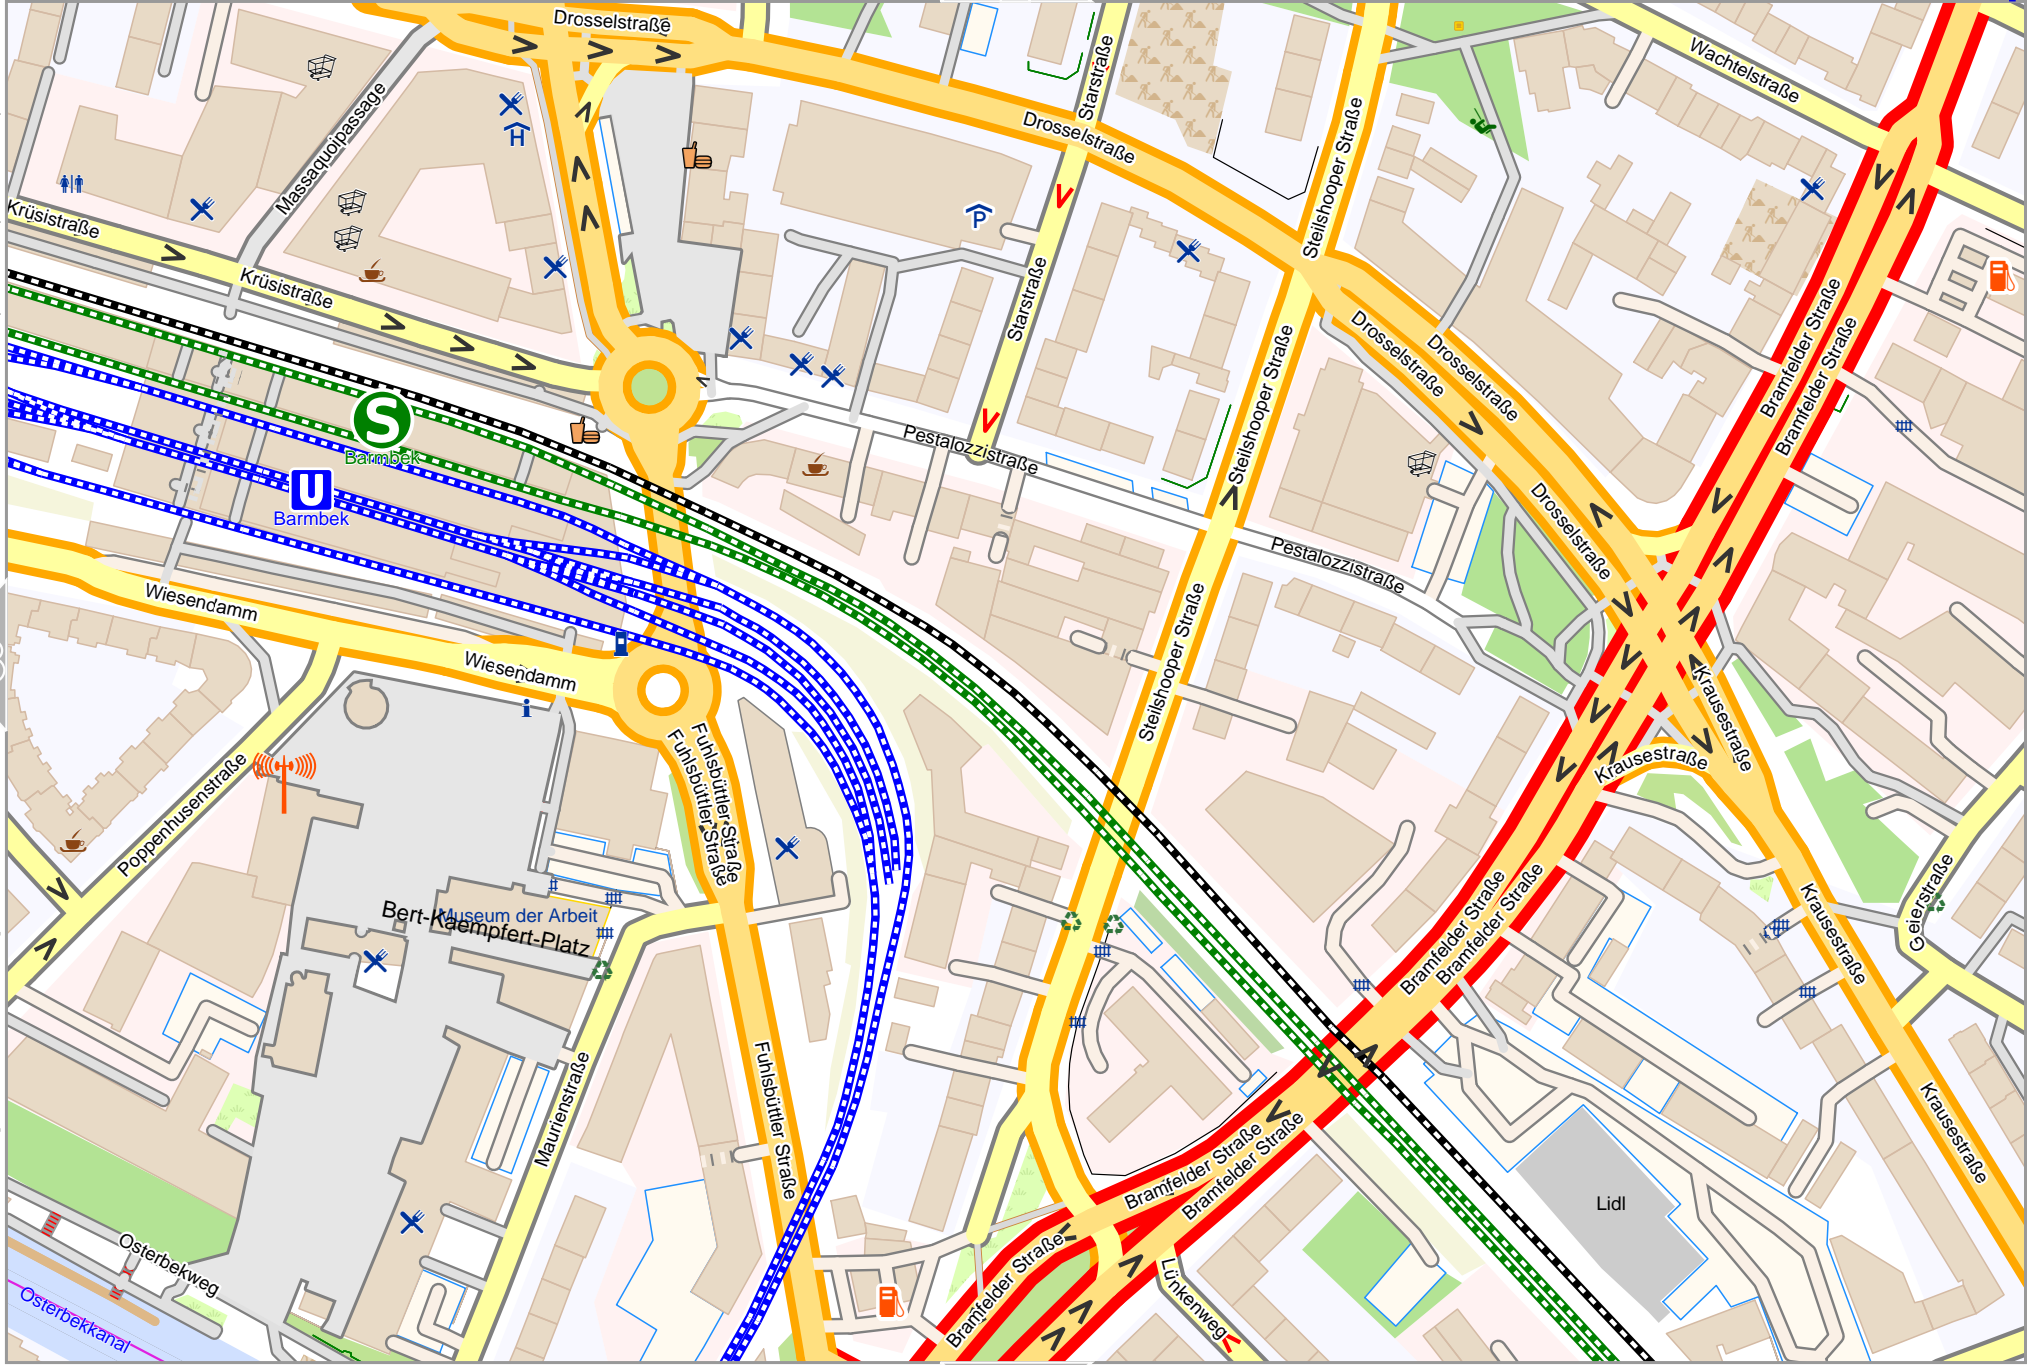 Drosselstraße
Starstraße
Wachtelstraße
Massaquoipassage
Drosselstraße
Steilshooper Straße
H
P
Krüsistraße
Krüsistraße
Starstraße
Drosselstraße
Drosselstraße
Bramfelder Straße
Bramfelder Straße
Steilshooper Straße
S
Barmbek
Pestalozzistraße
U
Barmbek
Drosselstraße
Pestalozzistraße
Wiesendamm
Wiesendamm
Steilshooper Straße
Krausestraße
Krausestraße
i
Fuhlsbüttler Straße
Fuhlsbüttler Straße
Poppenhusenstraße
Bramfelder Straße
Bramfelder Straße
Krausestraße
Geierstraße
Museum der Arbeit
Bert-Kaempfert-Platz
Maurienstraße
Fuhlsbüttler Straße
Bramfelder Straße
Bramfelder Straße
Krausestraße
Lidl
Osterbekweg
Osterbekkanal
Bramfelder Straße
Lünkenweg